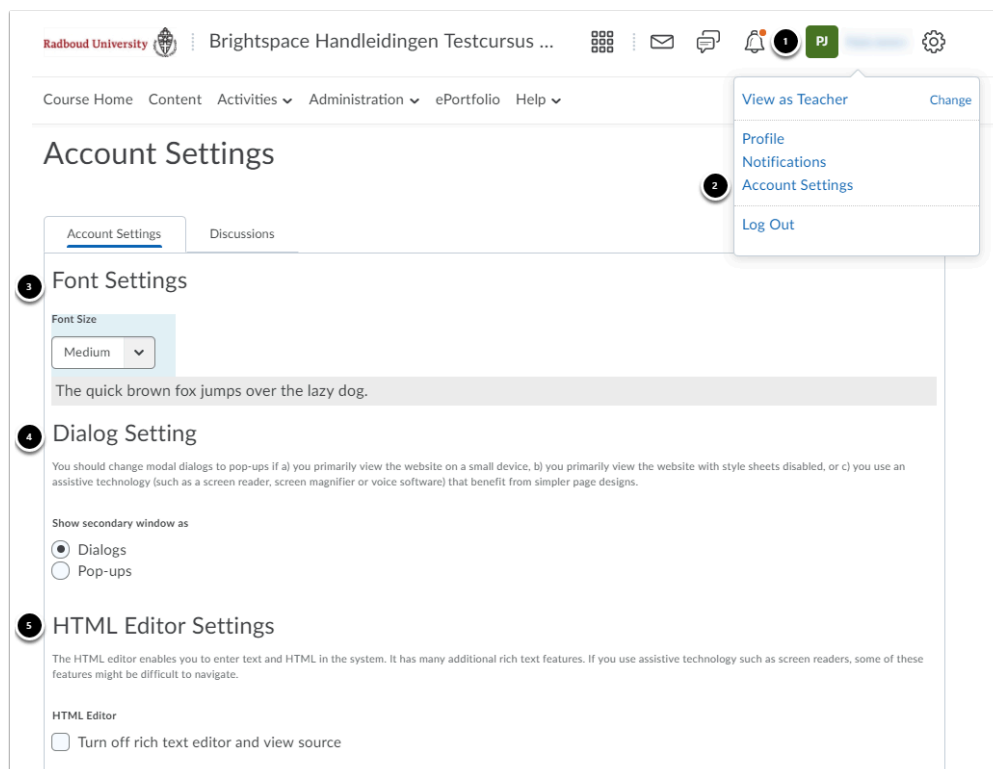 Radboud University
Brightspace Handleidingen Testcursus ...
1
PJ
Course Home Content Activities Administration ePortfolio Help
View as Teacher Change
Profile
Notifications
2 Account Settings
Log Out
Account Settings
Account Settings Discussions
3 Font Settings
Font Size
Medium
The quick brown fox jumps over the lazy dog.
4 Dialog Setting
You should change modal dialogs to pop-ups if a) you primarily view the website on a small device, b) you primarily view the website with style sheets disabled, or c) you use an
assistive technology (such as a screen reader, screen magnifier or voice software) that benefit from simpler page designs.
Show secondary window as
Dialogs
Pop-ups
5 HTML Editor Settings
The HTML editor enables you to enter text and HTML in the system. It has many additional rich text features. If you use assistive technology such as screen readers, some of these
features might be difficult to navigate.
HTML Editor
Turn off rich text editor and view source